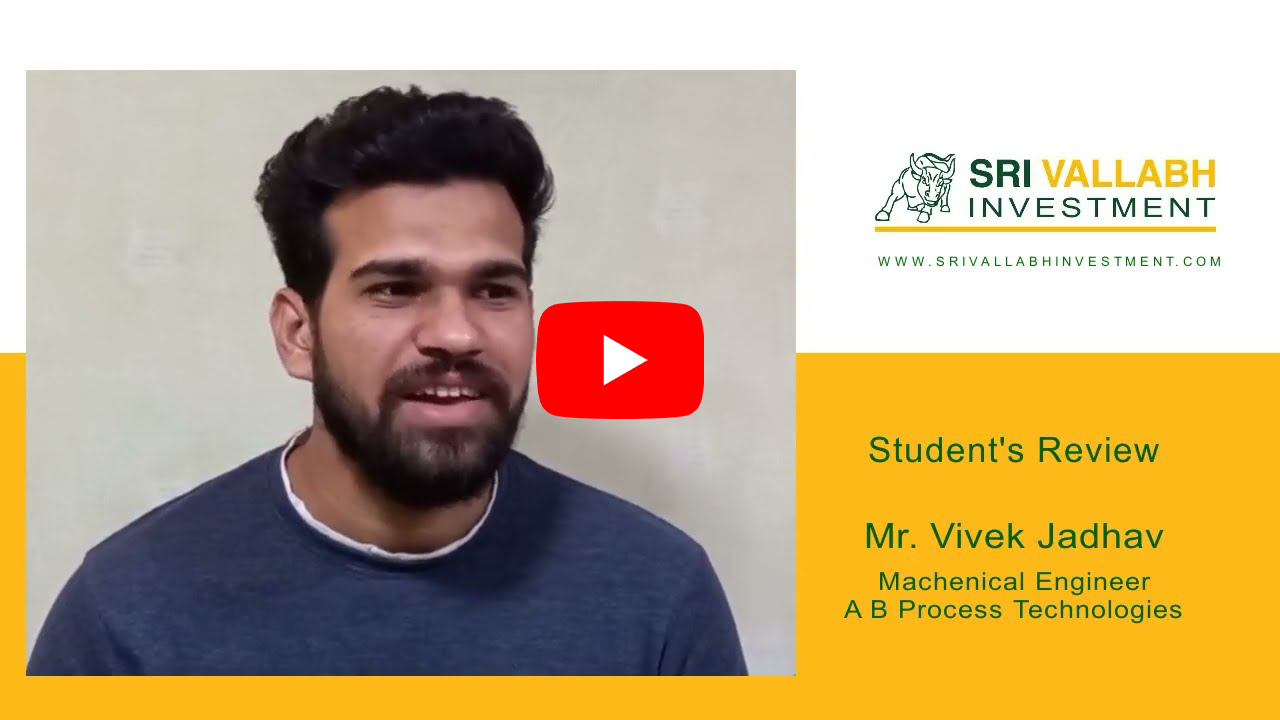 SRI VALLABH
INVESTMENT
WWW.SRIVALLABHINVESTMENT.COM
Student's Review
Mr. Vivek Jadhav
Machenical Engineer
A B Process Technologies